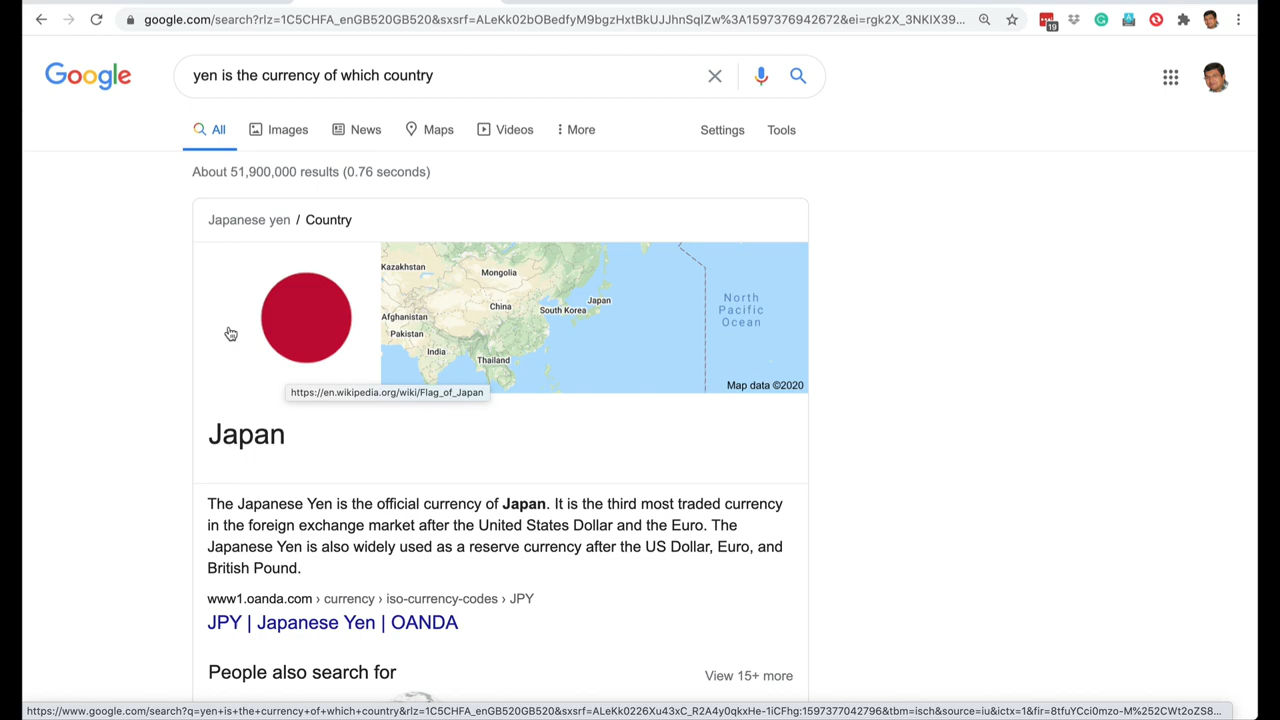 google.com/search?rlz=1C5CHFA_enGB520GB520&sxsrf=ALeKk02bOBedfyM9bgzHxtBkUJJhnSqlZw%3A1597376942672&ei=rgk2X_3NKIX39...
19
Google
yen is the currency of which country
All Images News Maps Videos More Settings Tools
About 51,900,000 results (0.76 seconds)
Japanese yen / Country
Kazakhstan
Mongolia
Japan
North
Pacific
Ocean
China
South Korea
Afghanistan
Pakistan
India
Thailand
Map data ©2020
https://en.wikipedia.org/wiki/Flag_of_Japan
Japan
The Japanese Yen is the official currency of Japan. It is the third most traded currency
in the foreign exchange market after the United States Dollar and the Euro. The
Japanese Yen is also widely used as a reserve currency after the US Dollar, Euro, and
British Pound.
www1.oanda.com › currency › iso-currency-codes › JPY
JPY | Japanese Yen | OANDA
People also search for
View 15+ more
https://www.google.com/search?q=yen+is+the+currency+of+which+country&rlz=1C5CHFA_enGB520GB520&sxsrf=ALeKk0226Xu43xC_R2A4y0qkxHe-1iCFhg:1597377042796&tbm=isch&source=iu&ictx=1&fir=8tfuYCci0mzo-M%252CWt2oZS8...